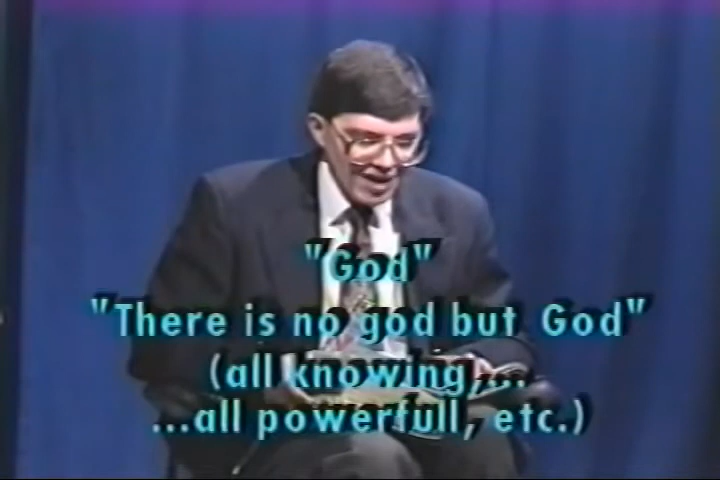 "God"
"There is no god but God"
(all knowing,...
...all powerfull, etc.)